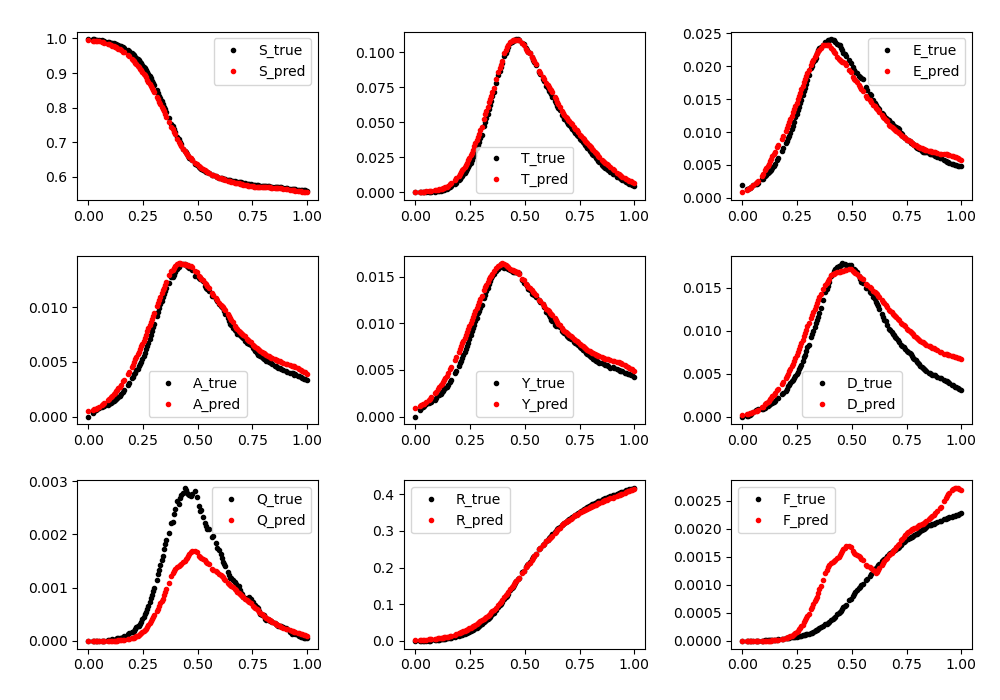 1.0
0.9
0.8
0.7
0.6
0.00 0.25 0.50 0.75 1.00
S_true
S_pred
0.100
0.075
0.050
0.025
0.000
0.00 0.25 0.50 0.75 1.00
T_true
T_pred
0.025
0.020
0.015
0.010
0.005
0.000
0.00 0.25 0.50 0.75 1.00
E_true
E_pred
0.010
0.005
0.000
0.00 0.25 0.50 0.75 1.00
A_true
A_pred
0.015
0.010
0.005
0.000
0.00 0.25 0.50 0.75 1.00
Y_true
Y_pred
0.015
0.010
0.005
0.000
0.00 0.25 0.50 0.75 1.00
D_true
D_pred
0.003
0.002
0.001
0.000
0.00 0.25 0.50 0.75 1.00
Q_true
Q_pred
0.4
0.3
0.2
0.1
0.0
0.00 0.25 0.50 0.75 1.00
R_true
R_pred
0.0025
0.0020
0.0015
0.0010
0.0005
0.0000
0.00 0.25 0.50 0.75 1.00
F_true
F_pred